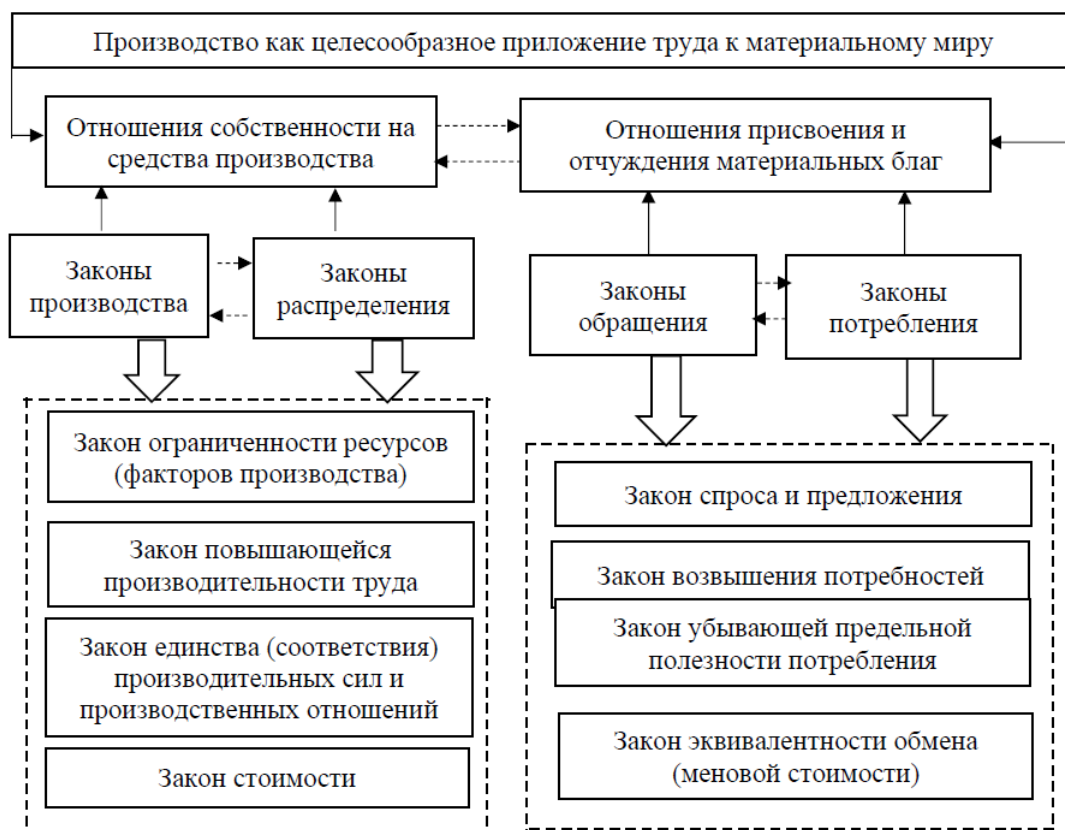 Производство как целесообразное приложение труда к материальному миру
Отношения собственности на
средства производства
Отношения присвоения и
отчуждения материальных благ
Законы
производства
Законы
распределения
Законы
обращения
Законы
потребления
Закон ограниченности ресурсов
(факторов производства)
Закон повышающейся
производительности труда
Закон единства (соответствия)
производительных сил и
производственных отношений
Закон стоимости
Закон спроса и предложения
Закон возвышения потребностей
Закон убывающей предельной
полезности потребления
Закон эквивалентности обмена
(меновой стоимости)